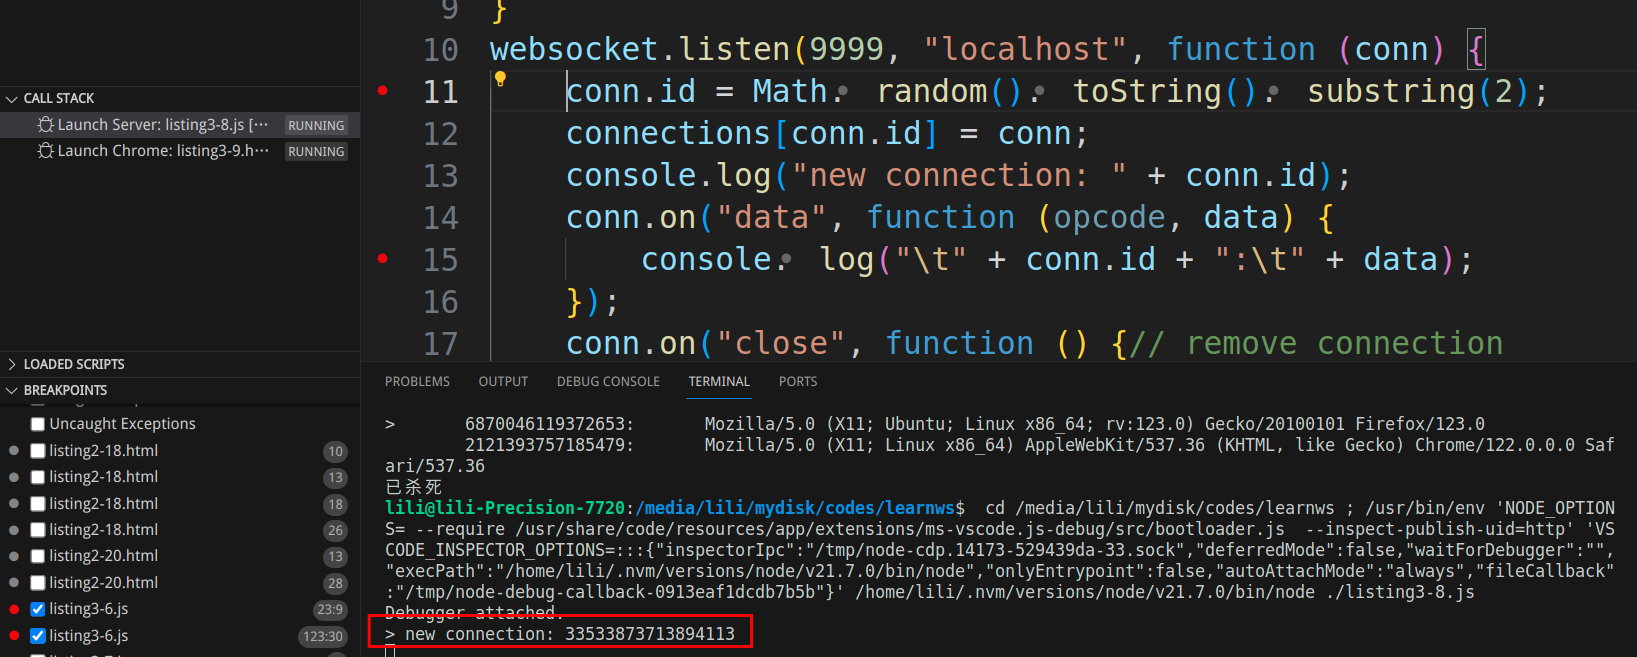 CALL STACK
Launch Server: listing3-8.js [··· RUNNING
Launch Chrome: listing3-9.h··· RUNNING
LOADED SCRIPTS
BREAKPOINTS
Uncaught Exceptions
listing2-18.html 10
listing2-18.html 13
listing2-18.html 18
listing2-18.html 26
listing2-20.html 13
listing2-20.html 28
listing3-6.js 23:9
listing3-6.js 123:30
9 }
10 websocket.listen(9999, "localhost", function (conn) {
11 conn.id = Math. random(). toString(). substring(2);
12 connections[conn.id] = conn;
13 console.log("new connection: " + conn.id);
14 conn.on("data", function (opcode, data) {
15 console. log("\t" + conn.id + ":\t" + data);
16 });
17 conn.on("close", function () {// remove connection
PROBLEMS OUTPUT DEBUG CONSOLE TERMINAL PORTS
> 6870046119372653: Mozilla/5.0 (X11; Ubuntu; Linux x86_64; rv:123.0) Gecko/20100101 Firefox/123.0
2121393757185479: Mozilla/5.0 (X11; Linux x86_64) AppleWebKit/537.36 (KHTML, like Gecko) Chrome/122.0.0.0 Saf
ari/537.36
已杀死
lili@lili-Precision-7720:/media/lili/mydisk/codes/learnws$ cd /media/lili/mydisk/codes/learnws ; /usr/bin/env 'NODE_OPTION
S= --require /usr/share/code/resources/app/extensions/ms-vscode.js-debug/src/bootloader.js --inspect-publish-uid=http' 'VS
CODE_INSPECTOR_OPTIONS=:::{"inspectorIpc":"/tmp/node-cdp.14173-529439da-33.sock","deferredMode":false,"waitForDebugger":"",
"execPath":"/home/lili/.nvm/versions/node/v21.7.0/bin/node","onlyEntrypoint":false,"autoAttachMode":"always","fileCallback"
:"/tmp/node-debug-callback-0913eaf1dcdb7b5b"}' /home/lili/.nvm/versions/node/v21.7.0/bin/node ./listing3-8.js
Debugger attached.
> new connection: 33533873713894113